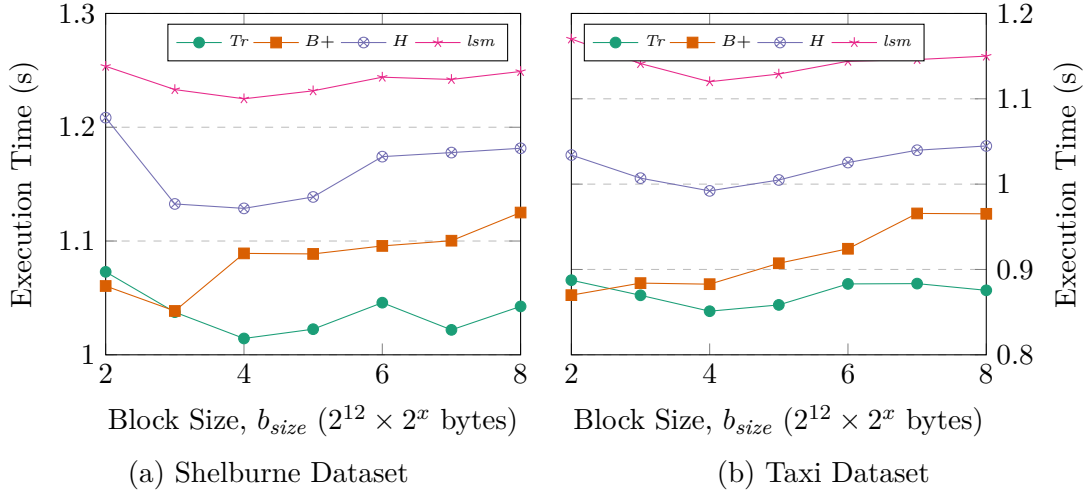 1.3
1.2
1.1
1
Execution Time (s)
Tr B+ H lsm
2 4 6 8
Block Size, b_size (2^12 × 2^x bytes)
(a) Shelburne Dataset
Tr B+ H lsm
1.2
1.1
1
0.9
0.8
Execution Time (s)
2 4 6 8
Block Size, b_size (2^12 × 2^x bytes)
(b) Taxi Dataset